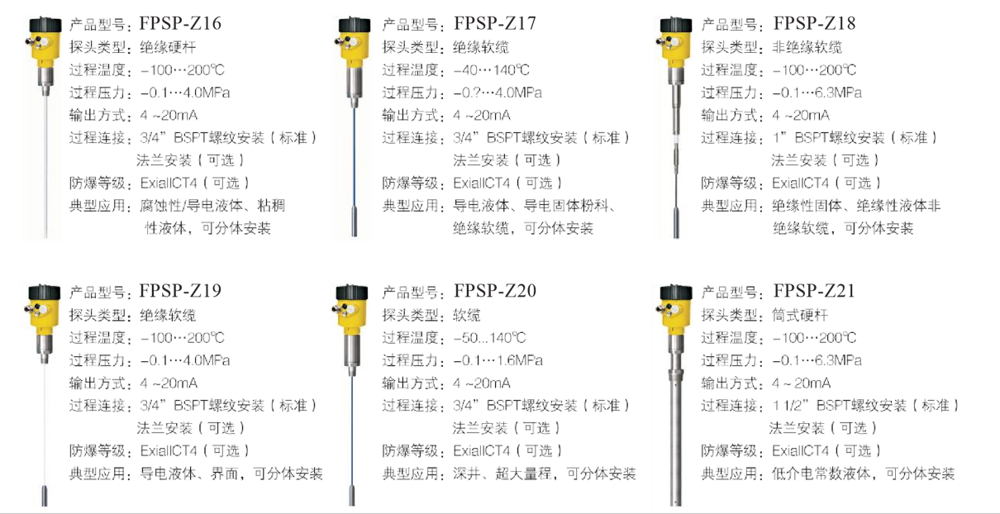 产品型号: FPSP-Z16
探头类型: 绝缘硬杆
过程温度: -100…200℃
过程压力: -0.1…4.0MPa
输出方式: 4 ~20mA
过程连接: 3/4” BSPT螺纹安装(标准)
法兰安装(可选)
防爆等级: ExiaIICT4(可选)
典型应用: 腐蚀性/导电液体、粘稠
性液体，可分体安装
产品型号: FPSP-Z17
探头类型: 绝缘软缆
过程温度: -40…140℃
过程压力: -0.?…4.0MPa
输出方式: 4 ~20mA
过程连接: 3/4” BSPT螺纹安装(标准)
法兰安装(可选)
防爆等级: ExiaIICT4(可选)
典型应用: 导电液体、导电固体粉科、
绝缘软缆，可分体安装
产品型号: FPSP-Z18
探头类型: 非绝缘软缆
过程温度: -100…200℃
过程压力: -0.1…6.3MPa
输出方式: 4 ~20mA
过程连接: 1” BSPT螺纹安装(标准)
法兰安装(可选)
防爆等级: ExiaIICT4(可选)
典型应用: 绝缘性固体、绝缘性液体非
绝缘软缆，可分体安装
产品型号: FPSP-Z19
探头类型: 绝缘软缆
过程温度: -100…200℃
过程压力: -0.1…4.0MPa
输出方式: 4 ~20mA
过程连接: 3/4” BSPT螺纹安装(标准)
法兰安装(可选)
防爆等级: ExiaIICT4(可选)
典型应用: 导电液体、界面，可分体安装
产品型号: FPSP-Z20
探头类型: 软缆
过程温度: -50...140℃
过程压力: -0.1…1.6MPa
输出方式: 4 ~20mA
过程连接: 3/4” BSPT螺纹安装(标准)
法兰安装(可选)
防爆等级: ExiaIICT4(可选)
典型应用: 深井、超大量程，可分体安装
产品型号: FPSP-Z21
探头类型: 筒式硬杆
过程温度: -100…200℃
过程压力: -0.1…6.3MPa
输出方式: 4 ~ 20mA
过程连接: 1 1/2” BSPT螺纹安装(标准)
法兰安装(可选)
防爆等级: ExiaIICT4(可选)
典型应用: 低介电常数液体，可分体安装